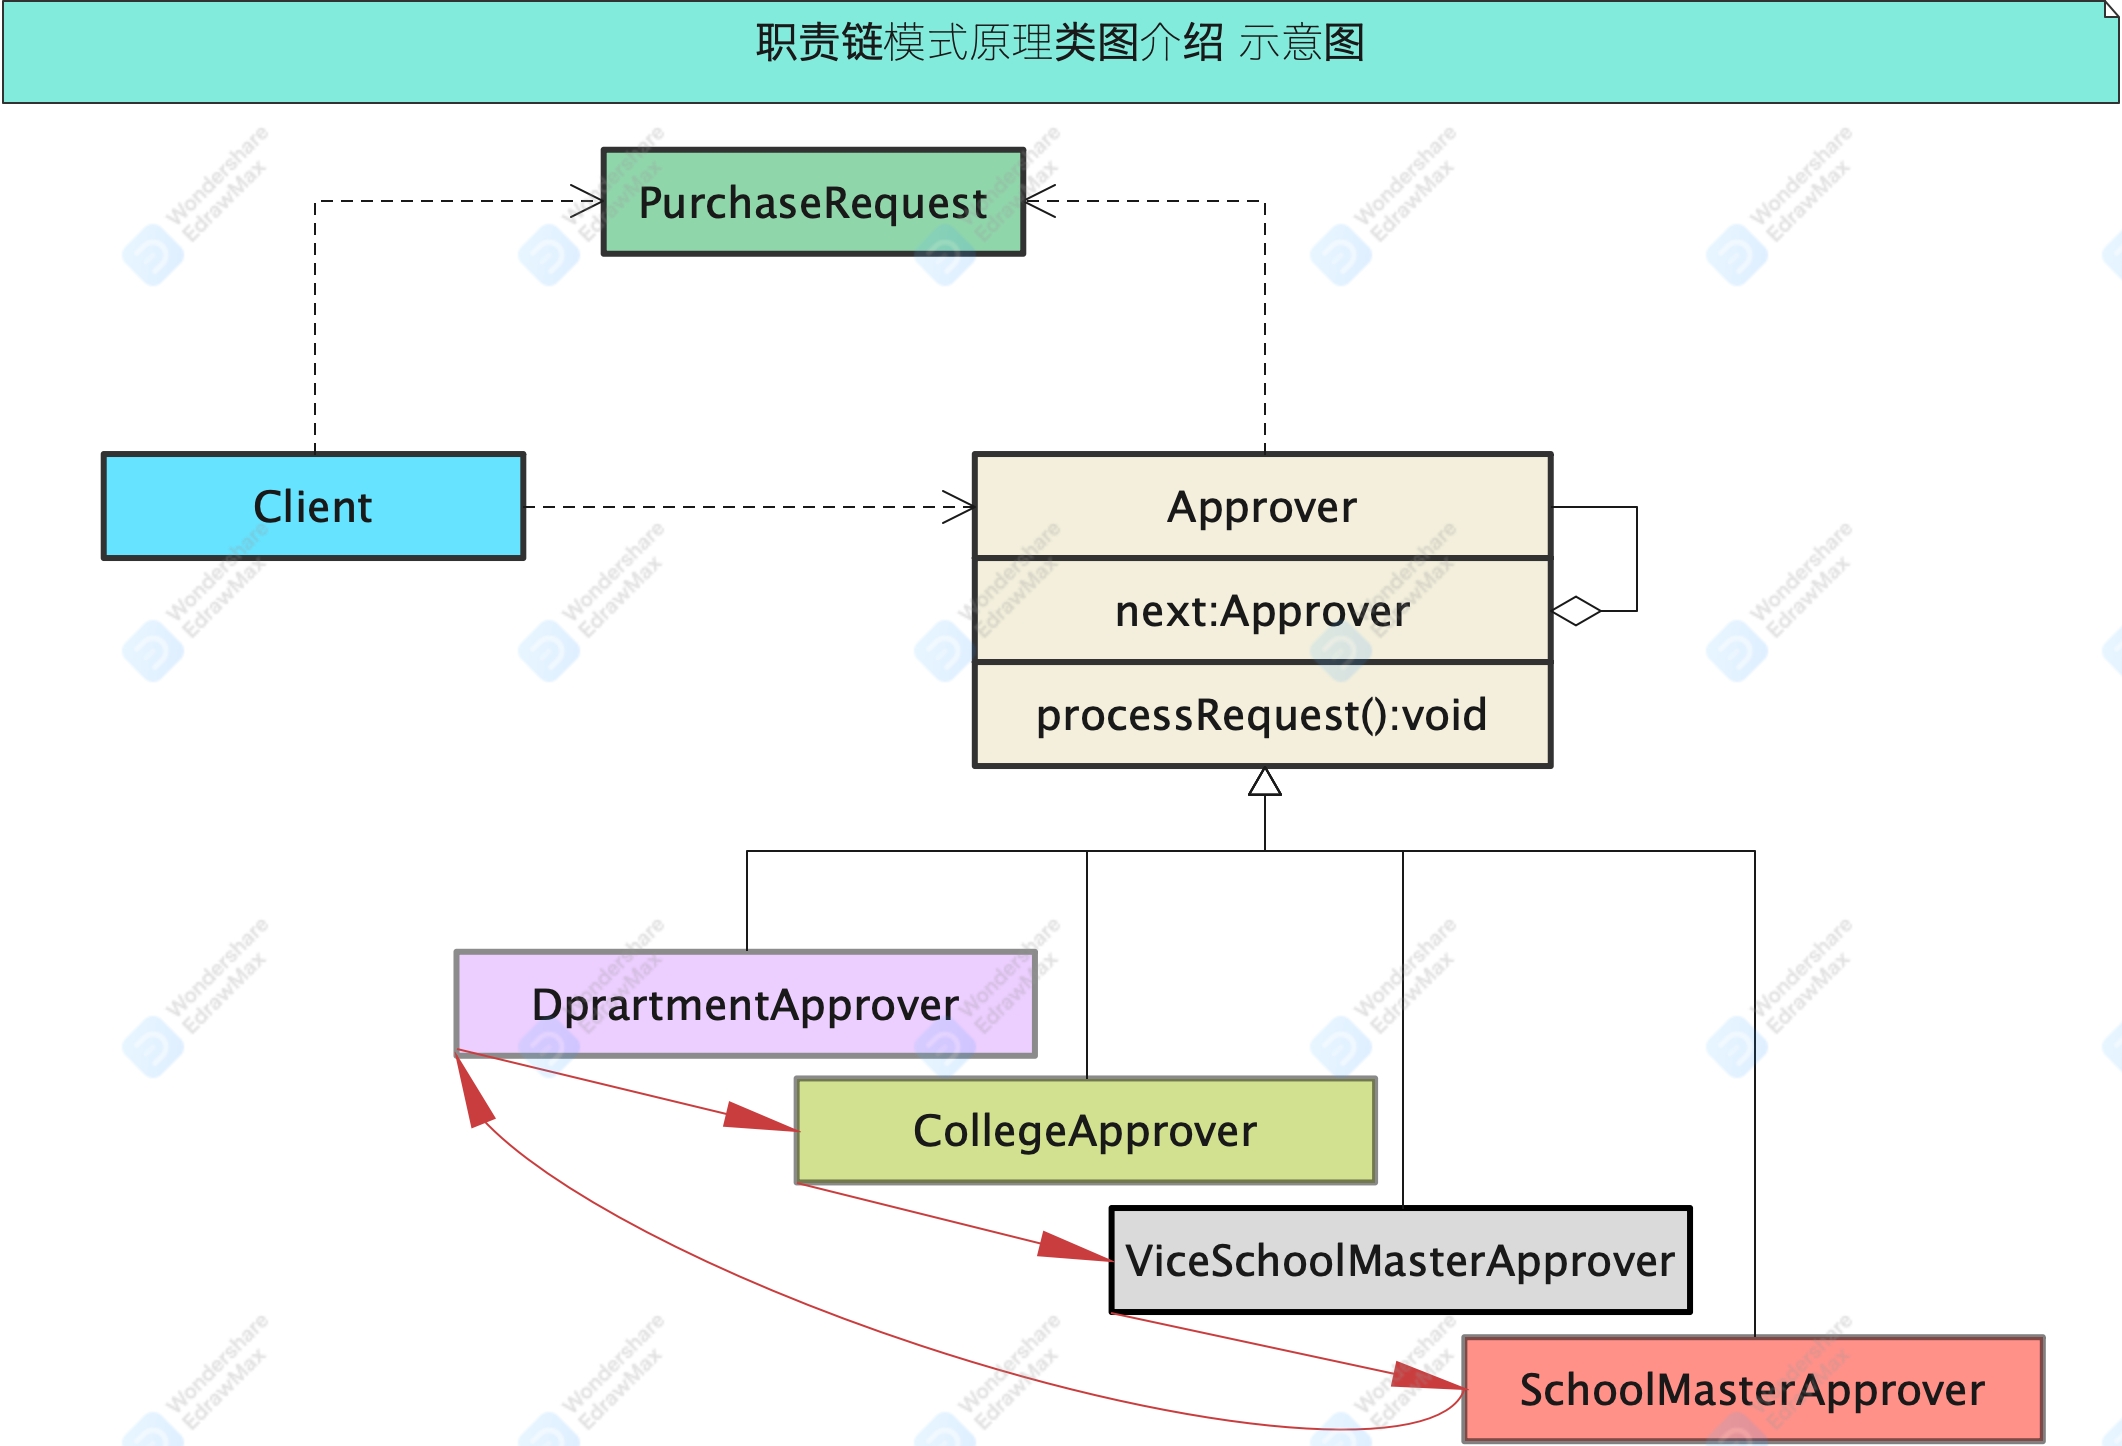 职责链模式原理类图介绍 示意图
PurchaseRequest
Client
Approver
next:Approver
processRequest():void
DprartmentApprover
CollegeApprover
ViceSchoolMasterApprover
SchoolMasterApprover
Wondershare
EdrawMax